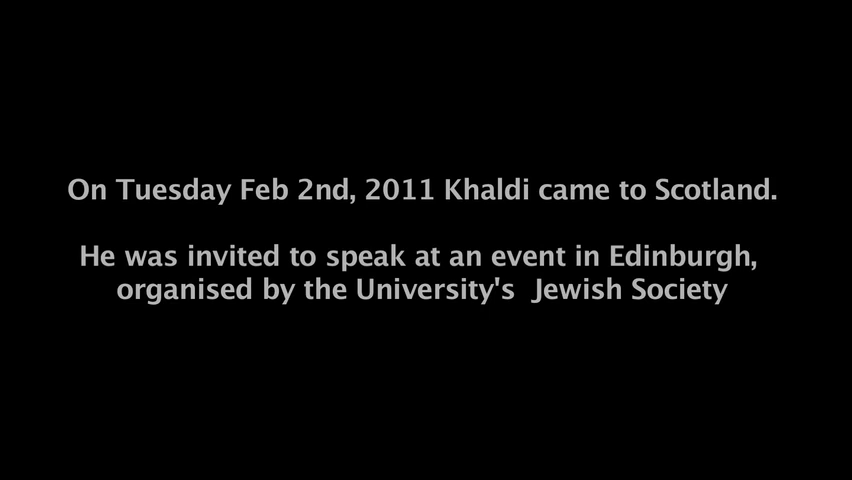 On Tuesday Feb 2nd, 2011 Khaldi came to Scotland.
He was invited to speak at an event in Edinburgh,
organised by the University's  Jewish Society